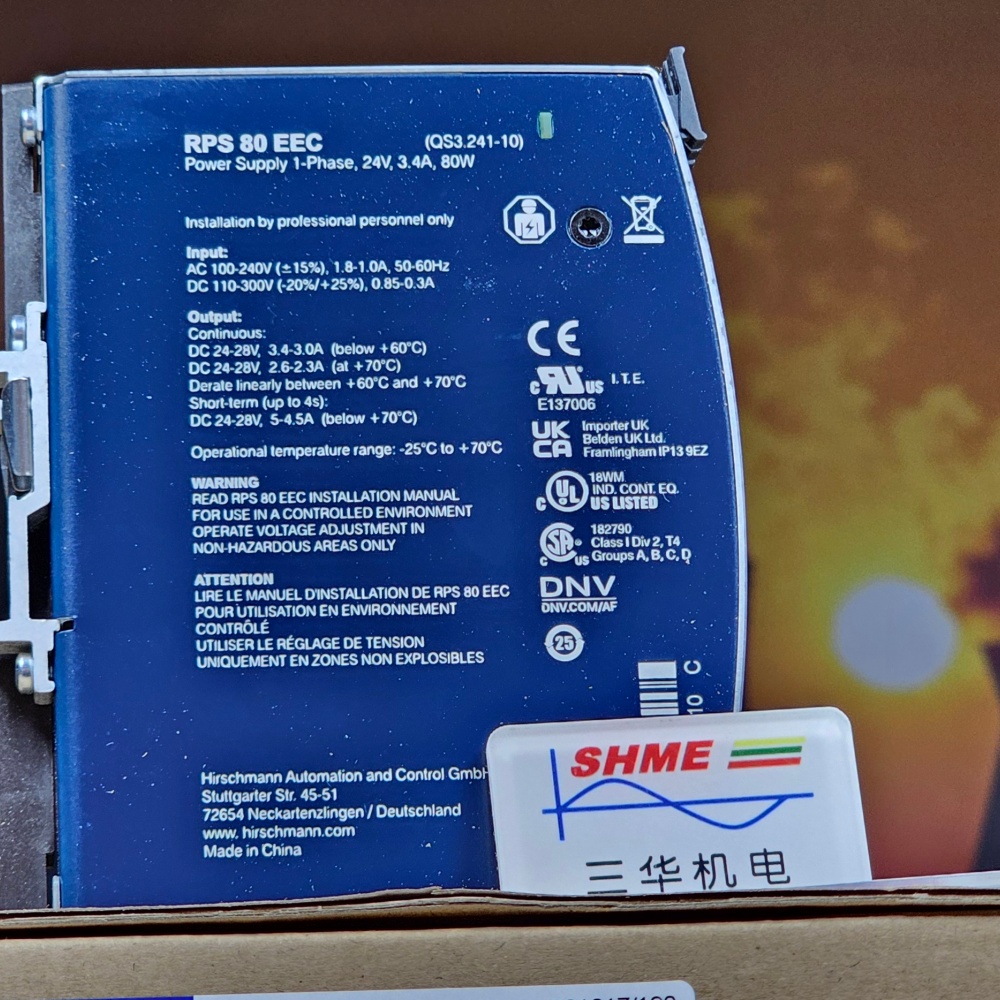 RPS 80 EEC (QS3.241-10)
Power Supply 1-Phase, 24V, 3.4A, 80W
Installation by professional personnel only
Input:
AC 100-240V (±15%), 1.8-1.0A, 50-60Hz
DC 110-300V (-20%/+25%), 0.85-0.3A
Output:
Continuous:
DC 24-28V, 3.4-3.0A (below +60°C)
DC 24-28V, 2.6-2.3A (at +70°C)
Derate linearly between +60°C and +70°C
Short-term (up to 4s):
DC 24-28V, 5-4.5A (below +70°C)
Operational temperature range: -25°C to +70°C
WARNING
READ RPS 80 EEC INSTALLATION MANUAL
FOR USE IN A CONTROLLED ENVIRONMENT
OPERATE VOLTAGE ADJUSTMENT IN
NON-HAZARDOUS AREAS ONLY
ATTENTION
LIRE LE MANUEL D'INSTALLATION DE RPS 80 EEC
POUR UTILISATION EN ENVIRONNEMENT
CONTRÔLÉ
UTILISER LE RÉGLAGE DE TENSION
UNIQUEMENT EN ZONES NON EXPLOSIBLES
Hirschmann Automation and Control GmbH
Stuttgarter Str. 45-51
72654 Neckartenzlingen / Deutschland
www.hirschmann.com
Made in China
CE
c RU us I.T.E.
E137006
UK
CA
Importer UK
Belden UK Ltd.
Framlingham IP13 9EZ
c UL
18WM
IND. CONT. EQ.
US LISTED
c SA us
182790
Class I Div 2, T4
Groups A, B, C, D
DNV
DNV.COM/AF
25
10 C
SHME
三华机电